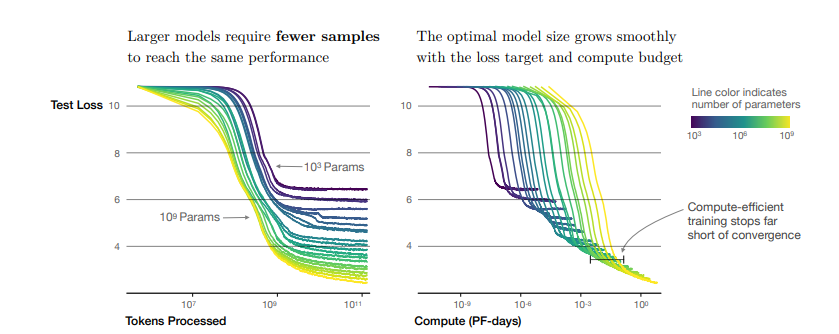 Larger models require fewer samples
to reach the same performance
The optimal model size grows smoothly
with the loss target and compute budget
Test Loss
10
8
6
4
10³ Params
10⁹ Params
10⁷
10⁹
10¹¹
Tokens Processed
10
8
6
4
10⁻⁹
10⁻⁶
10⁻³
10⁰
Compute (PF-days)
Line color indicates
number of parameters
10³
10⁶
10⁹
Compute-efficient
training stops far
short of convergence